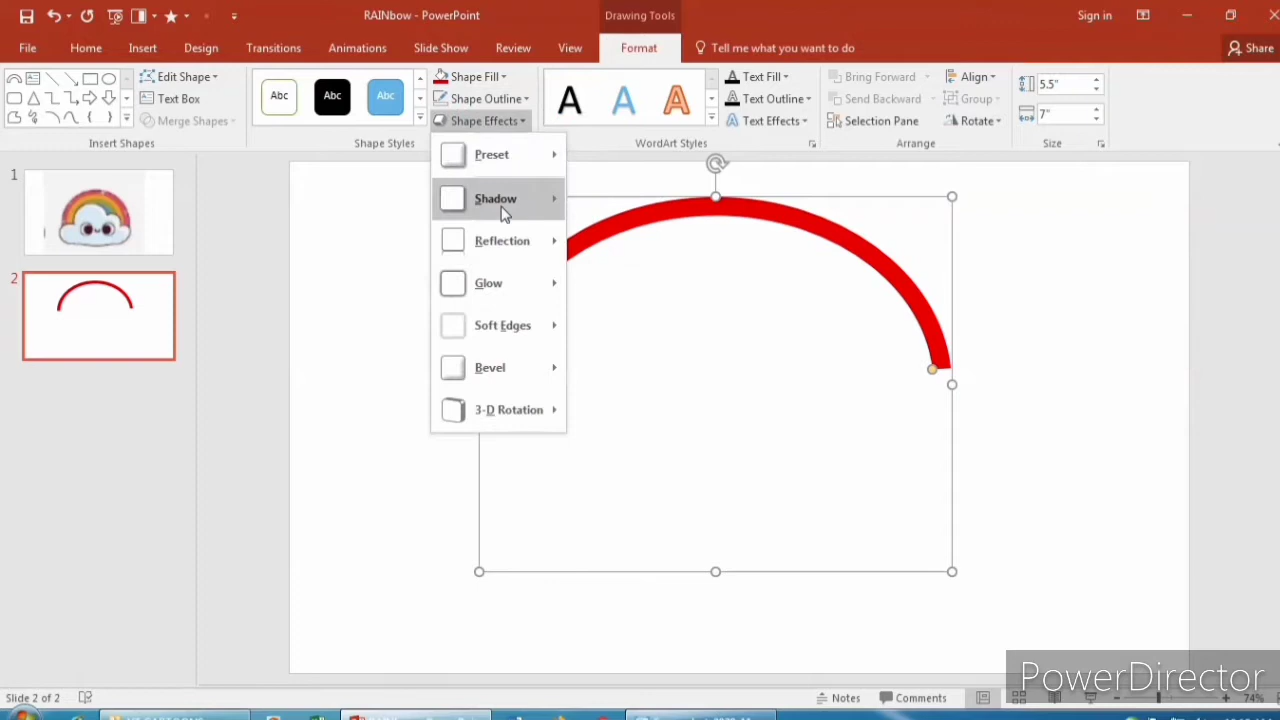 RAINbow - PowerPoint
Drawing Tools
Sign in
File Home Insert Design Transitions Animations Slide Show Review View Format Tell me what you want to do Share
Edit Shape
Text Box
Merge Shapes
Insert Shapes
Abc Abc Abc
Shape Fill
Shape Outline
Shape Effects
Shape Styles
A A A
Text Fill
Text Outline
Text Effects
WordArt Styles
Bring Forward
Send Backward
Selection Pane
Align
Group
Rotate
Arrange
5.5"
7"
Size
Preset
Shadow
Reflection
Glow
Soft Edges
Bevel
3-D Rotation
1
2
PowerDirector
Slide 2 of 2
Notes
Comments
74%